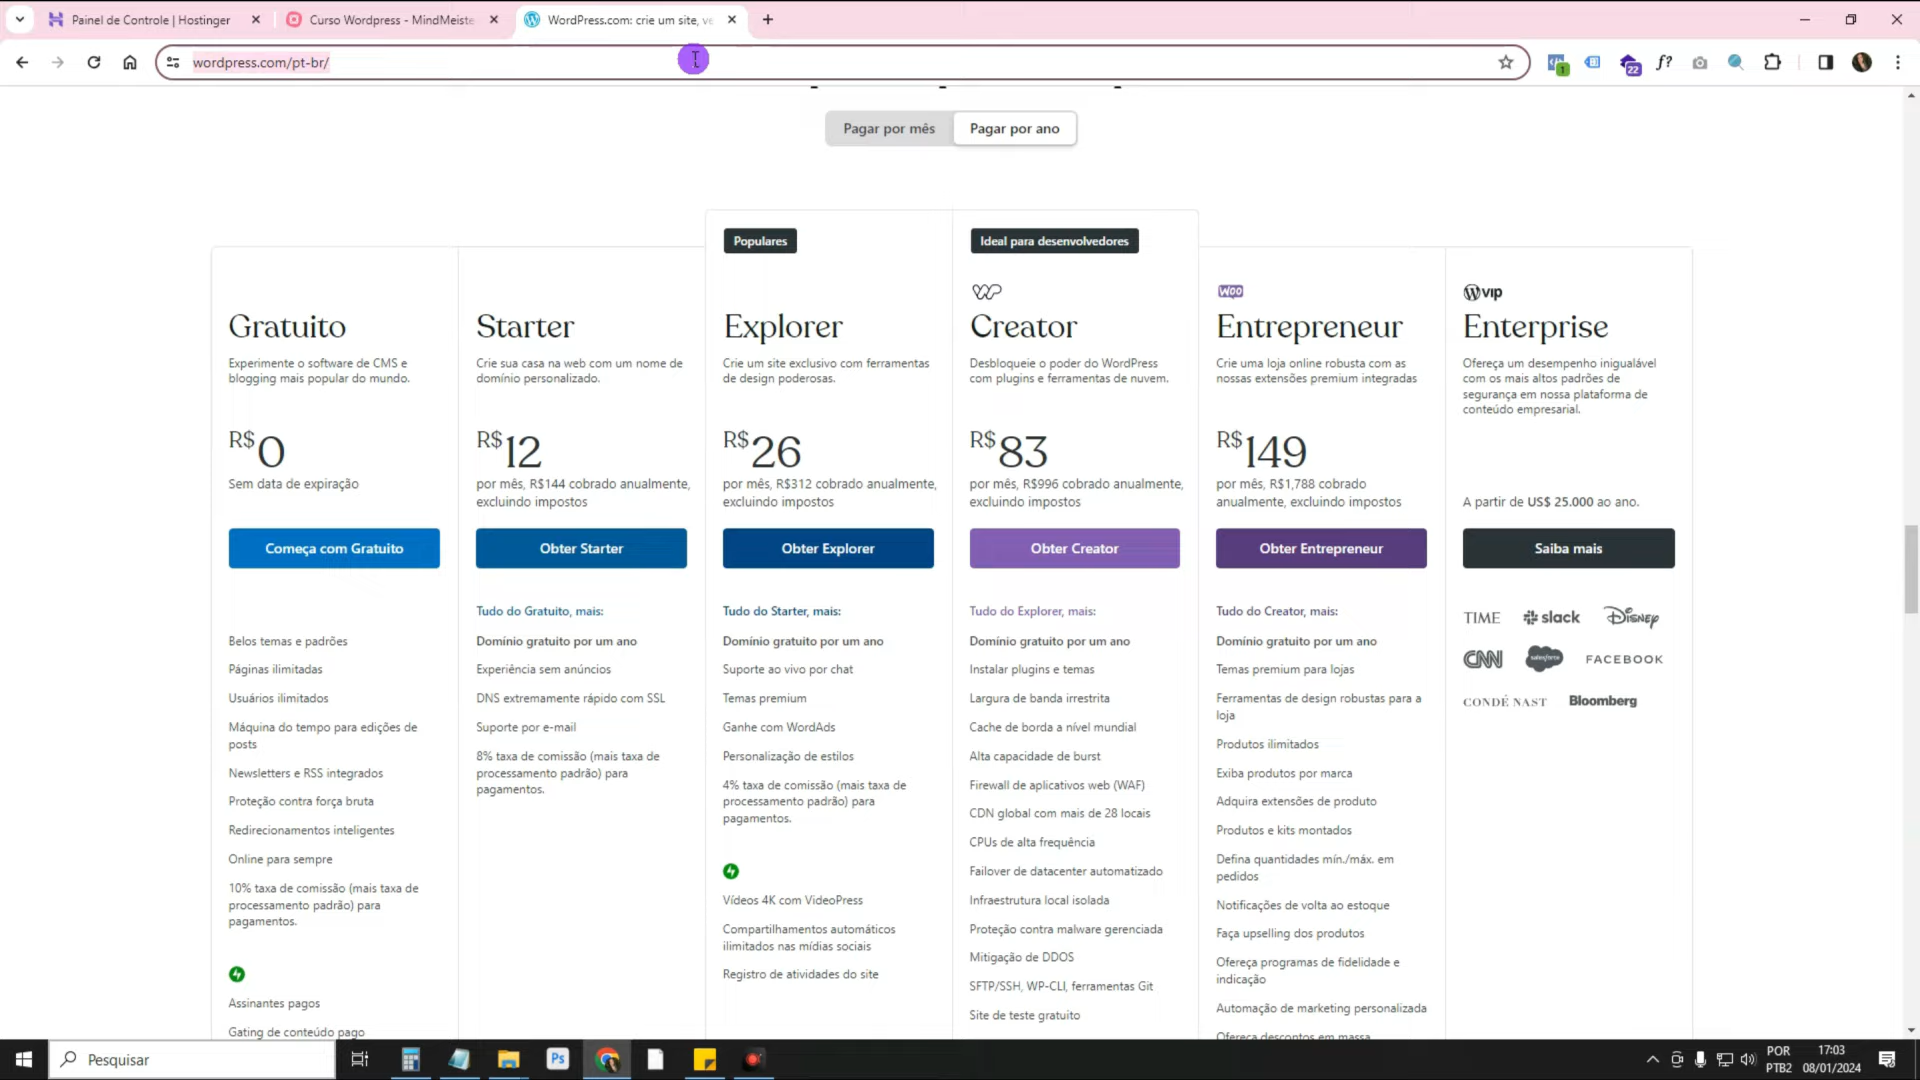 Painel de Controle | Hostinger
Curso Wordpress - MindMeiste
WordPress.com: crie um site, ve
wordpress.com/pt-br/
1
22
f?
Pagar por mês
Pagar por ano
Populares
Ideal para desenvolvedores
Woo
vip
Gratuito
Starter
Explorer
Creator
Entrepreneur
Enterprise
Experimente o software de CMS e
blogging mais popular do mundo.
Crie sua casa na web com um nome de
domínio personalizado.
Crie um site exclusivo com ferramentas
de design poderosas.
Desbloqueie o poder do WordPress
com plugins e ferramentas de nuvem.
Crie uma loja online robusta com as
nossas extensões premium integradas
Ofereça um desempenho inigualável
com os mais altos padrões de
segurança em nossa plataforma de
conteúdo empresarial.
R$0
Sem data de expiração
R$12
por mês, R$144 cobrado anualmente,
excluindo impostos
R$26
por mês, R$312 cobrado anualmente,
excluindo impostos
R$83
por mês, R$996 cobrado anualmente,
excluindo impostos
R$149
por mês, R$1,788 cobrado
anualmente, excluindo impostos
A partir de US$ 25.000 ao ano.
Começa com Gratuito
Obter Starter
Obter Explorer
Obter Creator
Obter Entrepreneur
Saiba mais
Belos temas e padrões
Páginas ilimitadas
Usuários ilimitados
Máquina do tempo para edições de
posts
Newsletters e RSS integrados
Proteção contra força bruta
Redirecionamentos inteligentes
Online para sempre
10% taxa de comissão (mais taxa de
processamento padrão) para
pagamentos.
Assinantes pagos
Gating de conteúdo pago
Tudo do Gratuito, mais:
Domínio gratuito por um ano
Experiência sem anúncios
DNS extremamente rápido com SSL
Suporte por e-mail
8% taxa de comissão (mais taxa de
processamento padrão) para
pagamentos.
Tudo do Starter, mais:
Domínio gratuito por um ano
Suporte ao vivo por chat
Temas premium
Ganhe com WordAds
Personalização de estilos
4% taxa de comissão (mais taxa de
processamento padrão) para
pagamentos.
Vídeos 4K com VideoPress
Compartilhamentos automáticos
ilimitados nas mídias sociais
Registro de atividades do site
Tudo do Explorer, mais:
Domínio gratuito por um ano
Instalar plugins e temas
Largura de banda irrestrita
Cache de borda a nível mundial
Alta capacidade de burst
Firewall de aplicativos web (WAF)
CDN global com mais de 28 locais
CPUs de alta frequência
Failover de datacenter automatizado
Infraestrutura local isolada
Proteção contra malware gerenciada
Mitigação de DDOS
SFTP/SSH, WP-CLI, ferramentas Git
Site de teste gratuito
Tudo do Creator, mais:
Domínio gratuito por um ano
Temas premium para lojas
Ferramentas de design robustas para a
loja
Produtos ilimitados
Exiba produtos por marca
Adquira extensões de produto
Produtos e kits montados
Defina quantidades mín./máx. em
pedidos
Notificações de volta ao estoque
Faça upselling dos produtos
Ofereça programas de fidelidade e
indicação
Automação de marketing personalizada
Ofereça descontos em massa
TIME
slack
Disney
CNN
salesforce
FACEBOOK
CONDÉ NAST
Bloomberg
Pesquisar
Ps
POR
PTB2
17:03
08/01/2024